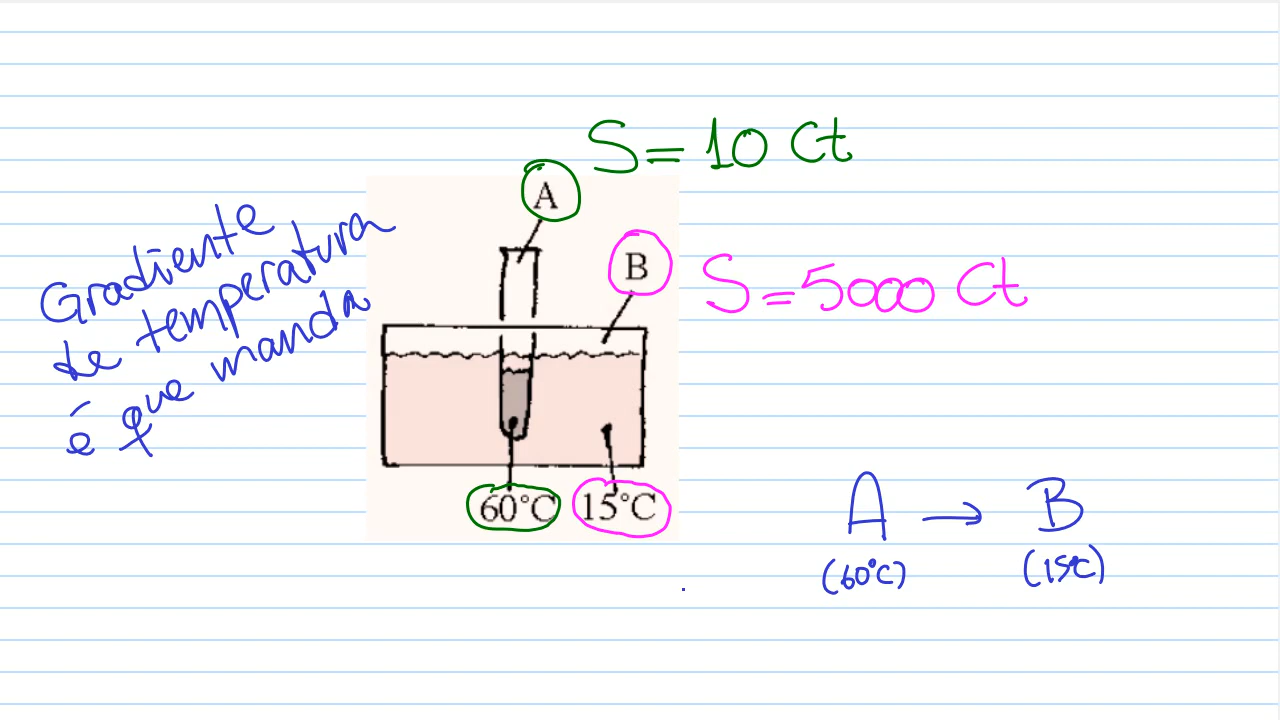 S = 10 Ct
A
Gradiente
de temperatura
é que manda
B
S = 5000 Ct
60°C
15°C
A → B
(60°C) (15°C)